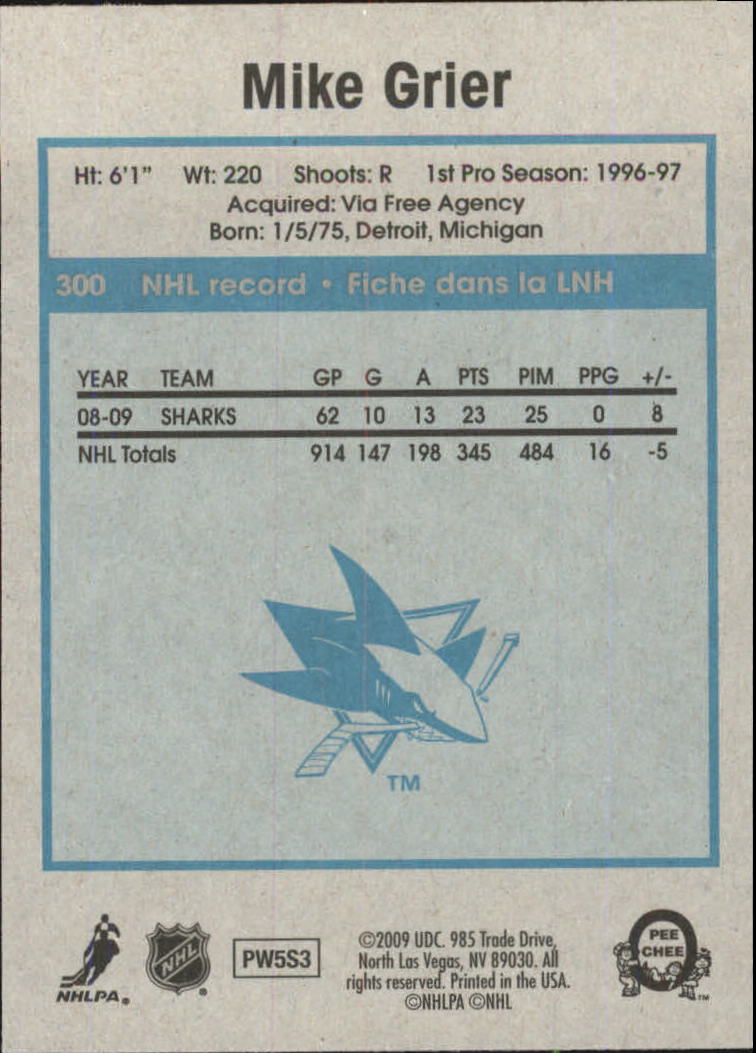 Mike Grier
Ht: 6'1" Wt: 220 Shoots: R 1st Pro Season: 1996-97
Acquired: Via Free Agency
Born: 1/5/75, Detroit, Michigan
300 NHL record • Fiche dans la LNH
YEAR TEAM GP G A PTS PIM PPG +/-
08-09 SHARKS 62 10 13 23 25 0 8
NHL Totals 914 147 198 345 484 16 -5
TM
NHLPA®
NHL®
PW5S3
©2009 UDC. 985 Trade Drive,
North Las Vegas, NV 89030. All
rights reserved. Printed in the USA.
©NHLPA ©NHL
O
PEE
CHEE
TM